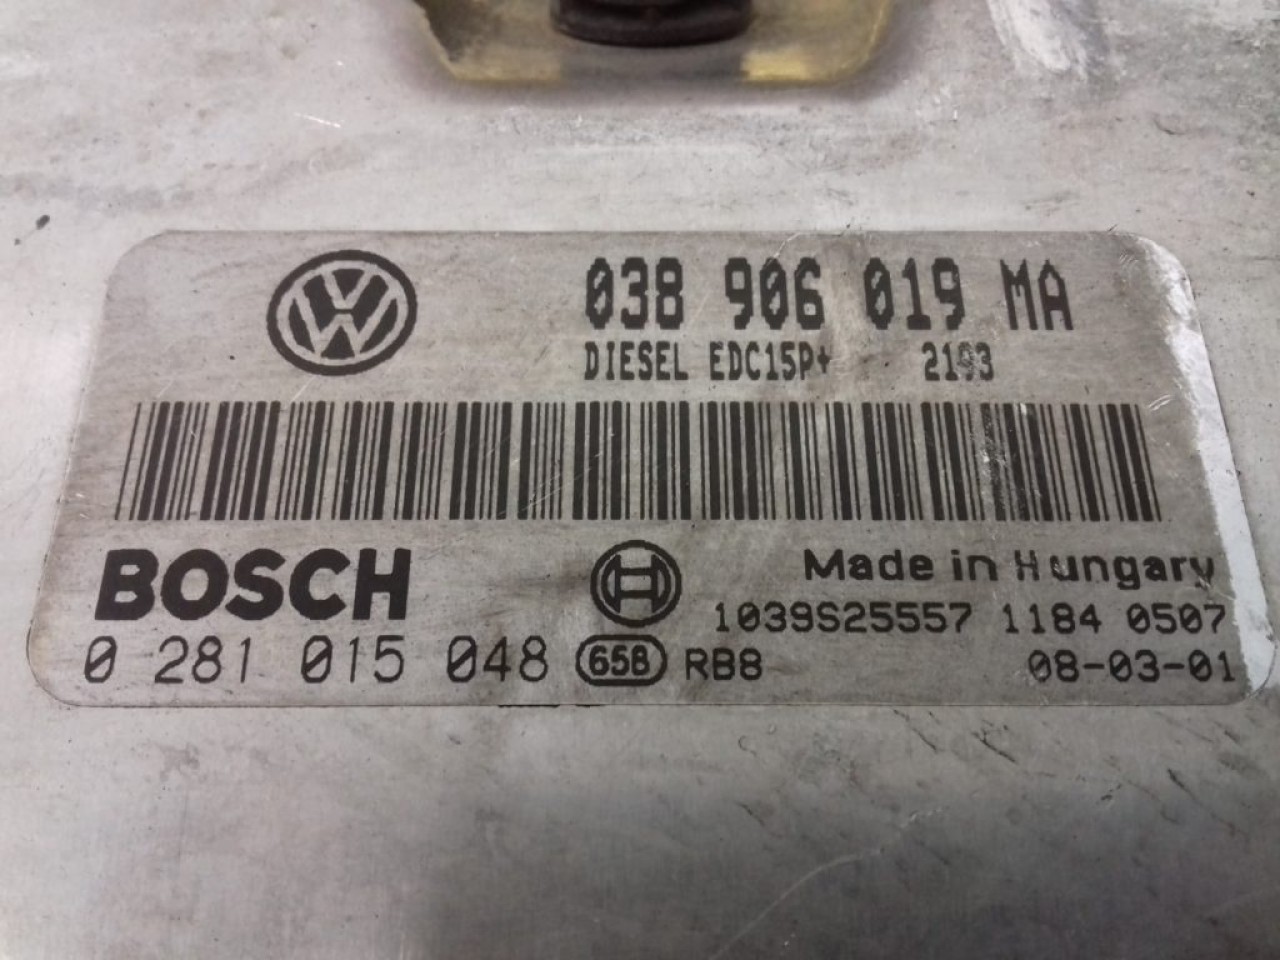 038 906 019 MA
DIESEL EDC15P+ 2193
BOSCH
Made in Hungary
1039S25557 1184 0507
0 281 015 048 658 RB8 08-03-01